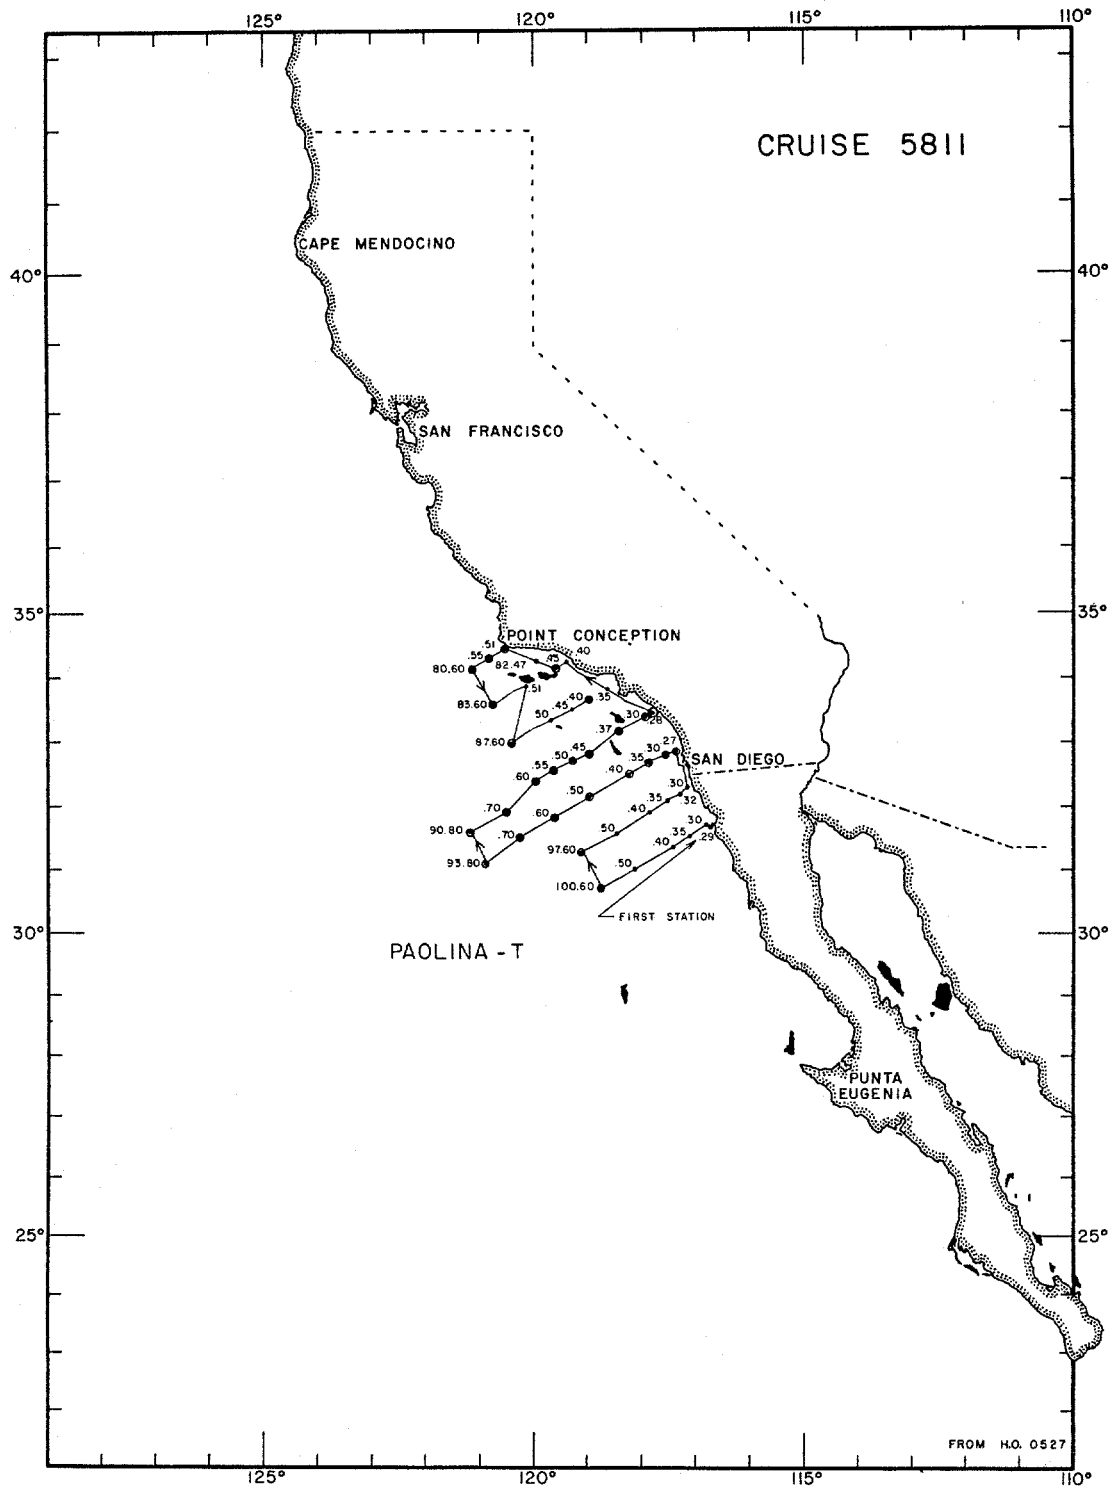 125° 120° 115° 110°
CRUISE 5811
CAPE MENDOCINO
40° 40°
SAN FRANCISCO
35° 35°
POINT CONCEPTION
.51 .40
.55 .45
80.60 82.47
.51
83.60 .40 .35
50 .45
.30 .28
87.60 .37
.45 .27
.50 .30
.55 .35 SAN DIEGO
.60 .40
.50 .30
.70 .35 .32
.60 .40
90.80 .70 .50 .30
.35 .29
97.60 .40
93.80 .50
100.60
FIRST STATION
30° 30°
PAOLINA - T
PUNTA
EUGENIA
25° 25°
FROM H.O. 0527
125° 120° 115° 110°